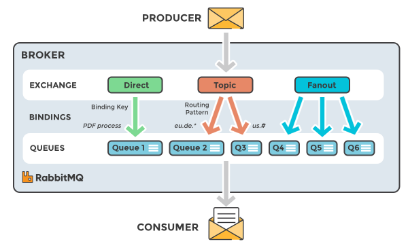 PRODUCER
BROKER
EXCHANGE
Direct
Topic
Fanout
BINDINGS
Binding Key
PDF process
Routing
Pattern
eu.de.*
us.#
QUEUES
Queue 1
Queue 2
Q3
Q4
Q5
Q6
RabbitMQ
CONSUMER